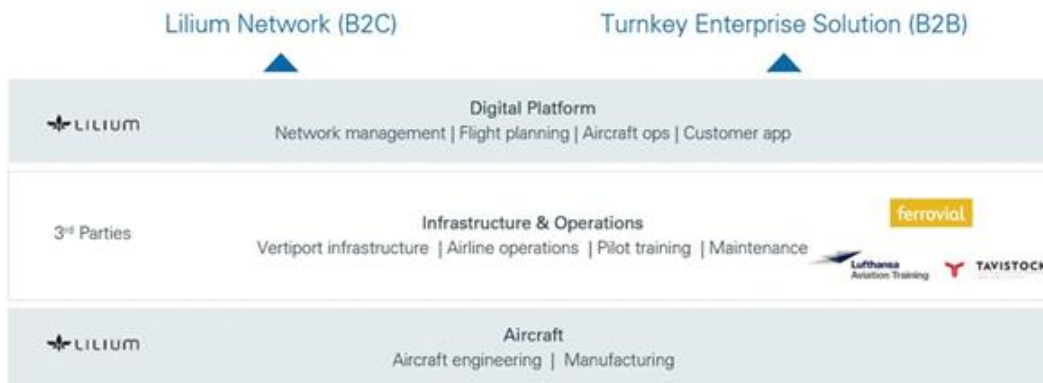 Lilium Network (B2C)
Turnkey Enterprise Solution (B2B)
LILIUM
Digital Platform
Network management | Flight planning | Aircraft ops | Customer app
3rd Parties
Infrastructure & Operations
Vertiport infrastructure | Airline operations | Pilot training | Maintenance
ferrovial
Lufthansa
Aviation Training
TAVISTOCK
LILIUM
Aircraft
Aircraft engineering | Manufacturing